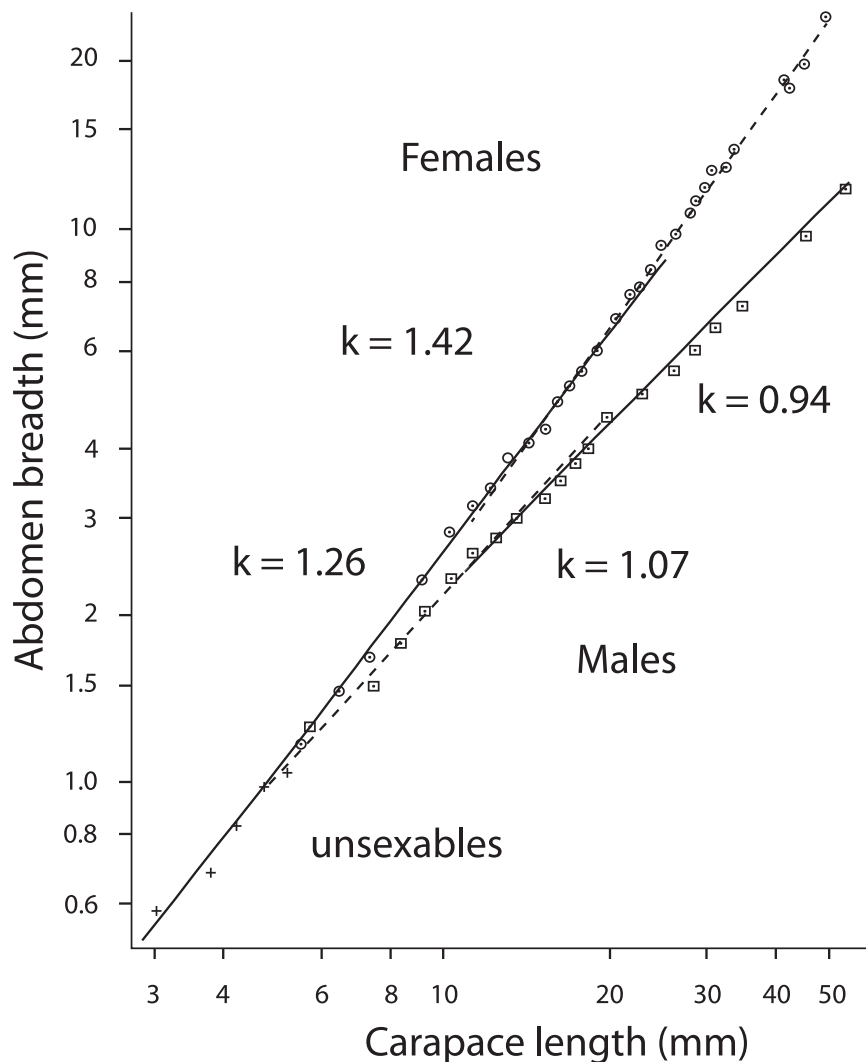 20
15
10
8
6
4
3
2
1.5
1.0
0.8
0.6
Abdomen breadth (mm)
Females
k = 1.42
k = 0.94
k = 1.26
k = 1.07
Males
unsexables
3 4 6 8 10 20 30 40 50
Carapace length (mm)